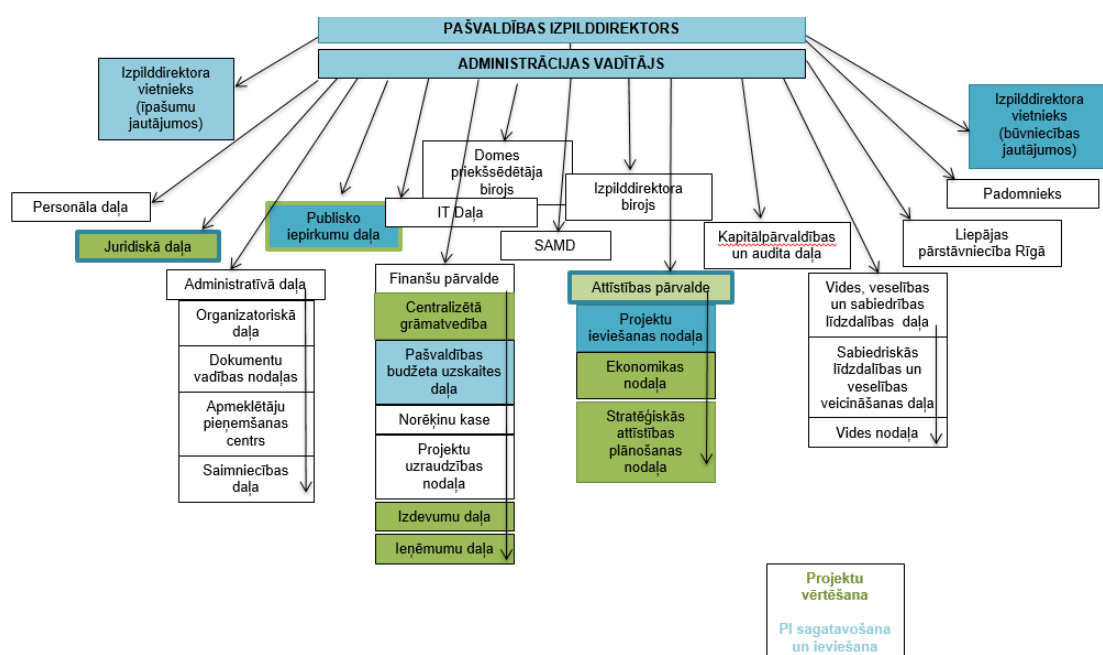 PAŠVALDĪBAS IZPILDDIREKTORS
ADMINISTRĀCIJAS VADĪTĀJS
Izpilddirektora
vietnieks
(īpašumu
jautājumos)
Izpilddirektora
vietnieks
(būvniecības
jautājumos)
Domes
priekšsēdētāja
birojs
Izpilddirektora
birojs
Padomnieks
Personāla daļa
Publisko
iepirkumu daļa
IT Daļa
Juridiskā daļa
SAMD
Kapitālpārvaldības
un audita daļa
Liepājas
pārstāvniecība Rīgā
Administratīvā daļa
Organizatoriskā
daļa
Dokumentu
vadības nodaļas
Apmeklētāju
pieņemšanas
centrs
Saimniecības
daļa
Finanšu pārvalde
Centralizētā
grāmatvedība
Pašvaldības
budžeta uzskaites
daļa
Norēķinu kase
Projektu
uzraudzības
nodaļa
Izdevumu daļa
Ieņēmumu daļa
Attīstības pārvalde
Projektu
ieviešanas nodaļa
Ekonomikas
nodaļa
Stratēģiskās
attīstības
plānošanas
nodaļa
Vides, veselības
un sabiedrības
līdzdalības daļa
Sabiedriskās
līdzdalības un
veselības
veicināšanas daļa
Vides nodaļa
Projektu
vērtēšana
PI sagatavošana
un ieviešana